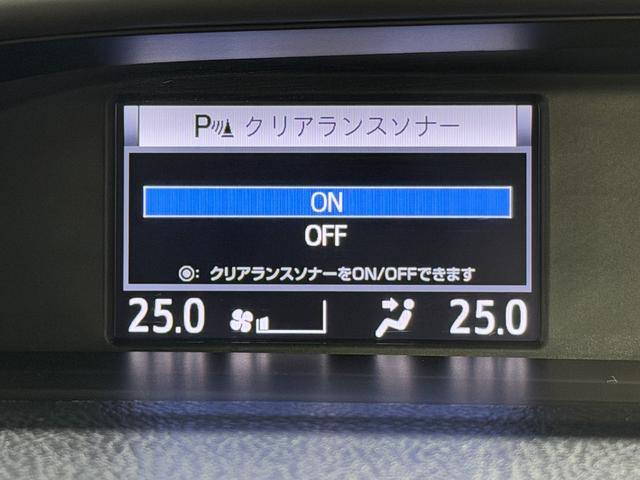 P クリアランスソナー
ON
OFF
◉: クリアランスソナーをON/OFFできます
25.0 25.0